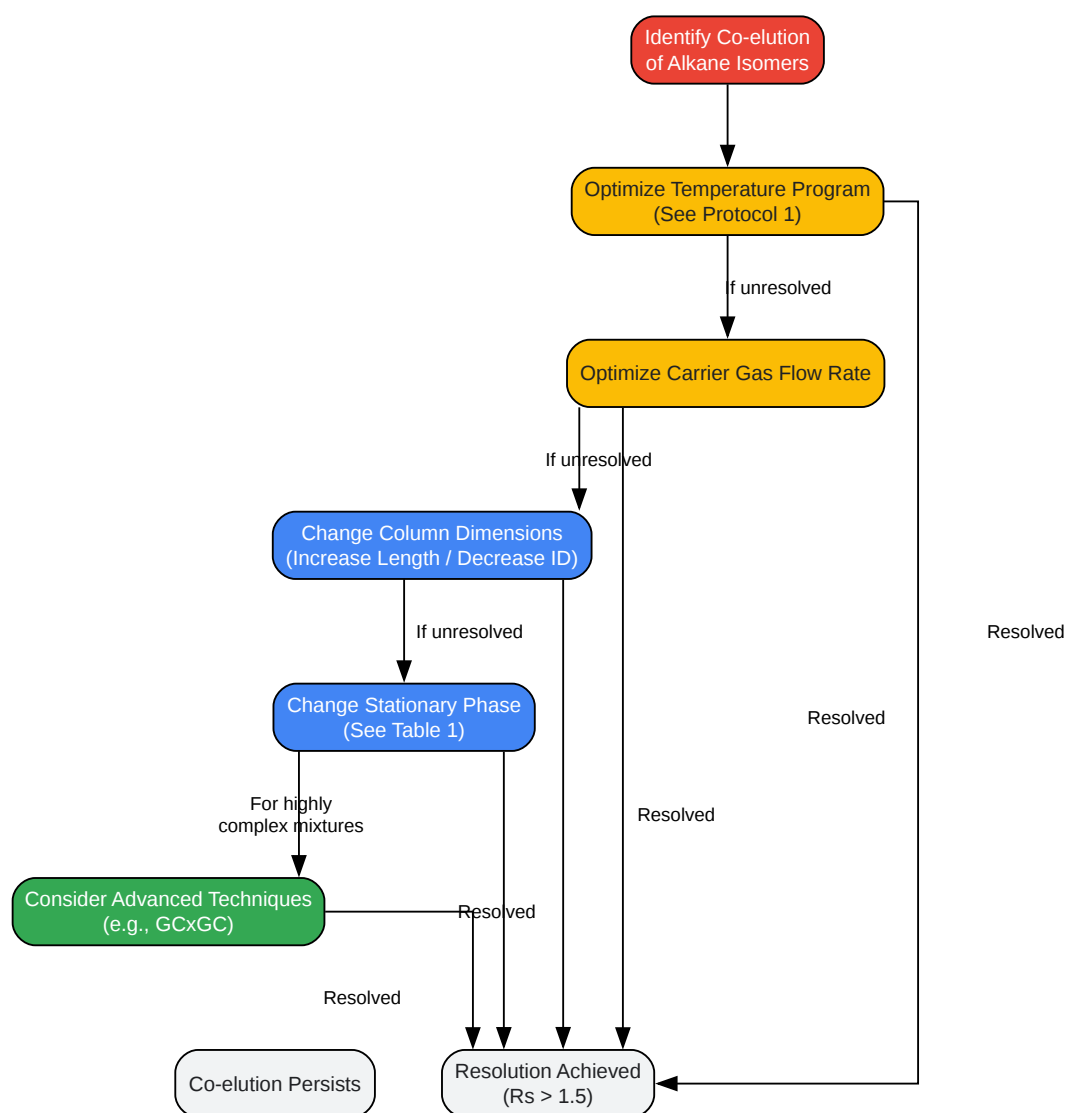 Identify Co-elution
of Alkane Isomers
Optimize Temperature Program
(See Protocol 1)
If unresolved
Optimize Carrier Gas Flow Rate
If unresolved
Change Column Dimensions
(Increase Length / Decrease ID)
If unresolved
Resolved
Change Stationary Phase
(See Table 1)
Resolved
For highly
complex mixtures
Resolved
Consider Advanced Techniques
(e.g., GCxGC)
Resolved
Resolved
Co-elution Persists
Resolution Achieved
(Rs > 1.5)